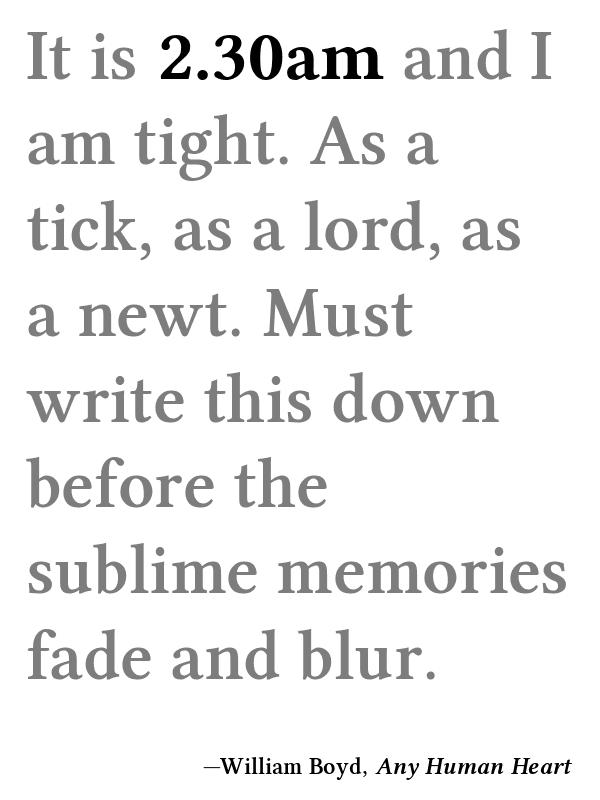 It is 2.30am and I
am tight. As a
tick, as a lord, as
a newt. Must
write this down
before the
sublime memories
fade and blur.
—William Boyd, Any Human Heart